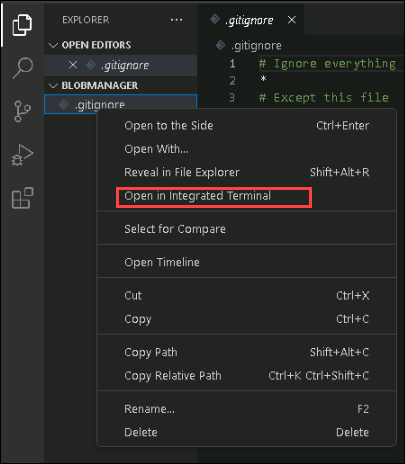 EXPLORER
OPEN EDITORS
.gitignore
BLOBMANAGER
.gitignore
.gitignore
.gitignore
1 # Ignore everything
2 *
3 # Except this file
Open to the Side Ctrl+Enter
Open With...
Reveal in File Explorer Shift+Alt+R
Open in Integrated Terminal
Select for Compare
Open Timeline
Cut Ctrl+X
Copy Ctrl+C
Copy Path Shift+Alt+C
Copy Relative Path Ctrl+K Ctrl+Shift+C
Rename... F2
Delete Delete